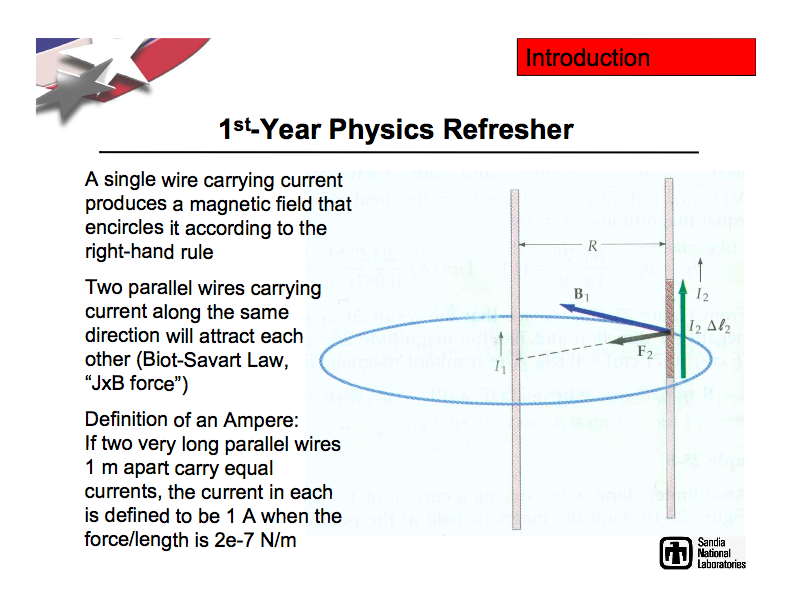 Introduction
1st-Year Physics Refresher
A single wire carrying current
produces a magnetic field that
encircles it according to the
right-hand rule
Two parallel wires carrying
current along the same
direction will attract each
other (Biot-Savart Law,
“JxB force”)
Definition of an Ampere:
If two very long parallel wires
1 m apart carry equal
currents, the current in each
is defined to be 1 A when the
force/length is 2e-7 N/m
R
B₁
I₂
I₂ Δℓ₂
F₂
I₁
Sandia
National
Laboratories